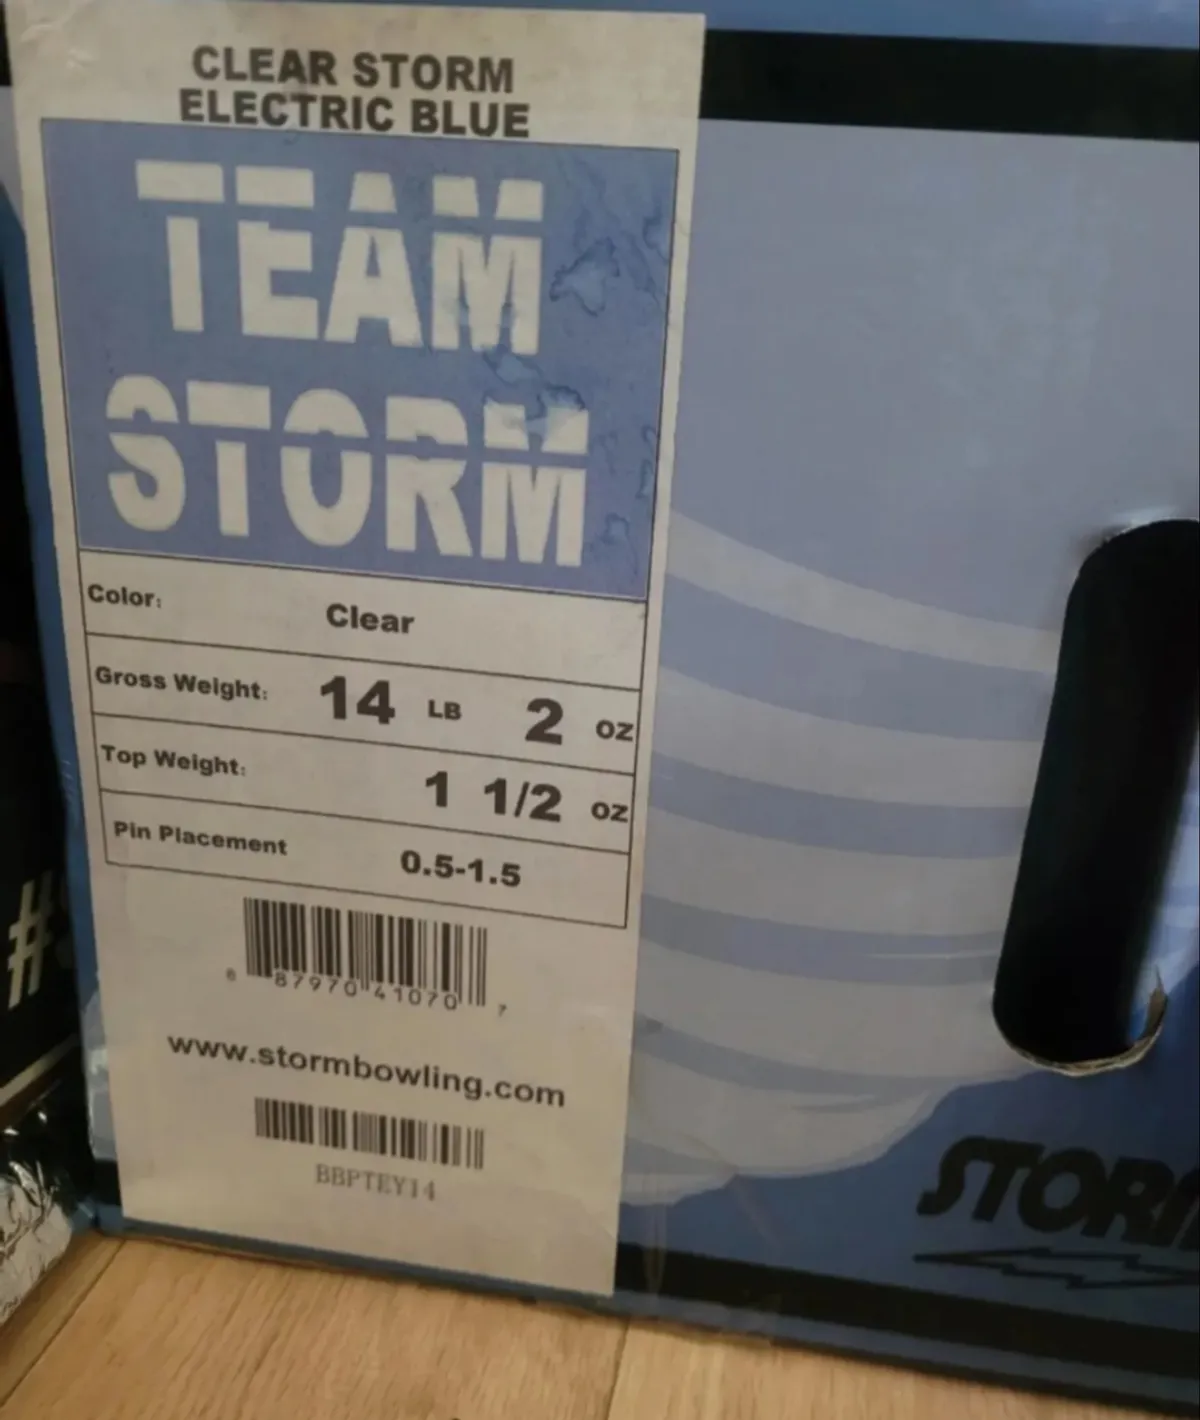 CLEAR STORM
ELECTRIC BLUE
TEAM
STORM
Color: Clear
Gross Weight: 14 LB 2 oz
Top Weight: 1 1/2 oz
Pin Placement 0.5-1.5
87970 41070 7
www.stormbowling.com
BBPTEY14
STORM
#